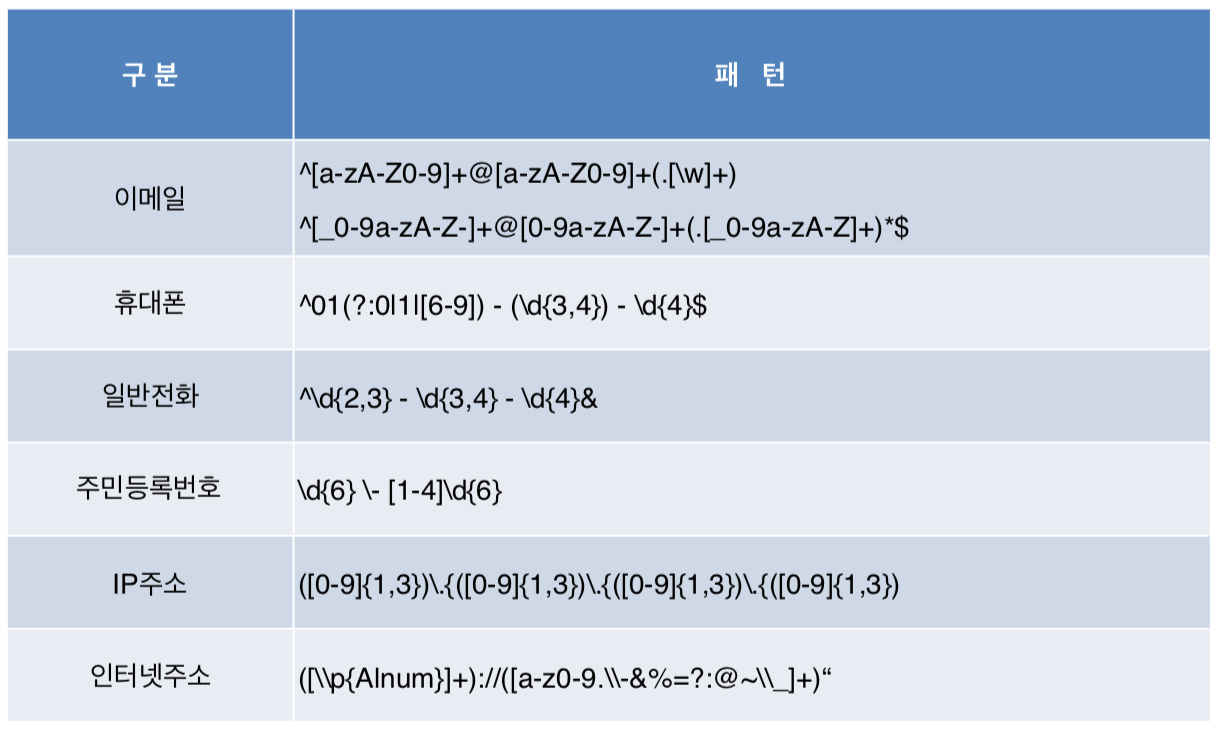 구 분
패 턴
이메일
^[a-zA-Z0-9]+@[a-zA-Z0-9]+(.[\w]+)
^[_0-9a-zA-Z-]+@[0-9a-zA-Z-]+(.[_0-9a-zA-Z]+)*$
휴대폰
^01(?:0|1|[6-9]) - (\d{3,4}) - \d{4}$
일반전화
^\d{2,3} - \d{3,4} - \d{4}&
주민등록번호
\d{6} \- [1-4]\d{6}
IP주소
([0-9]{1,3})\.{([0-9]{1,3})\.{([0-9]{1,3})\.{([0-9]{1,3})
인터넷주소
([\\p{Alnum}]+)://([a-z0-9.\\-&%=?:@~\\_]+)“